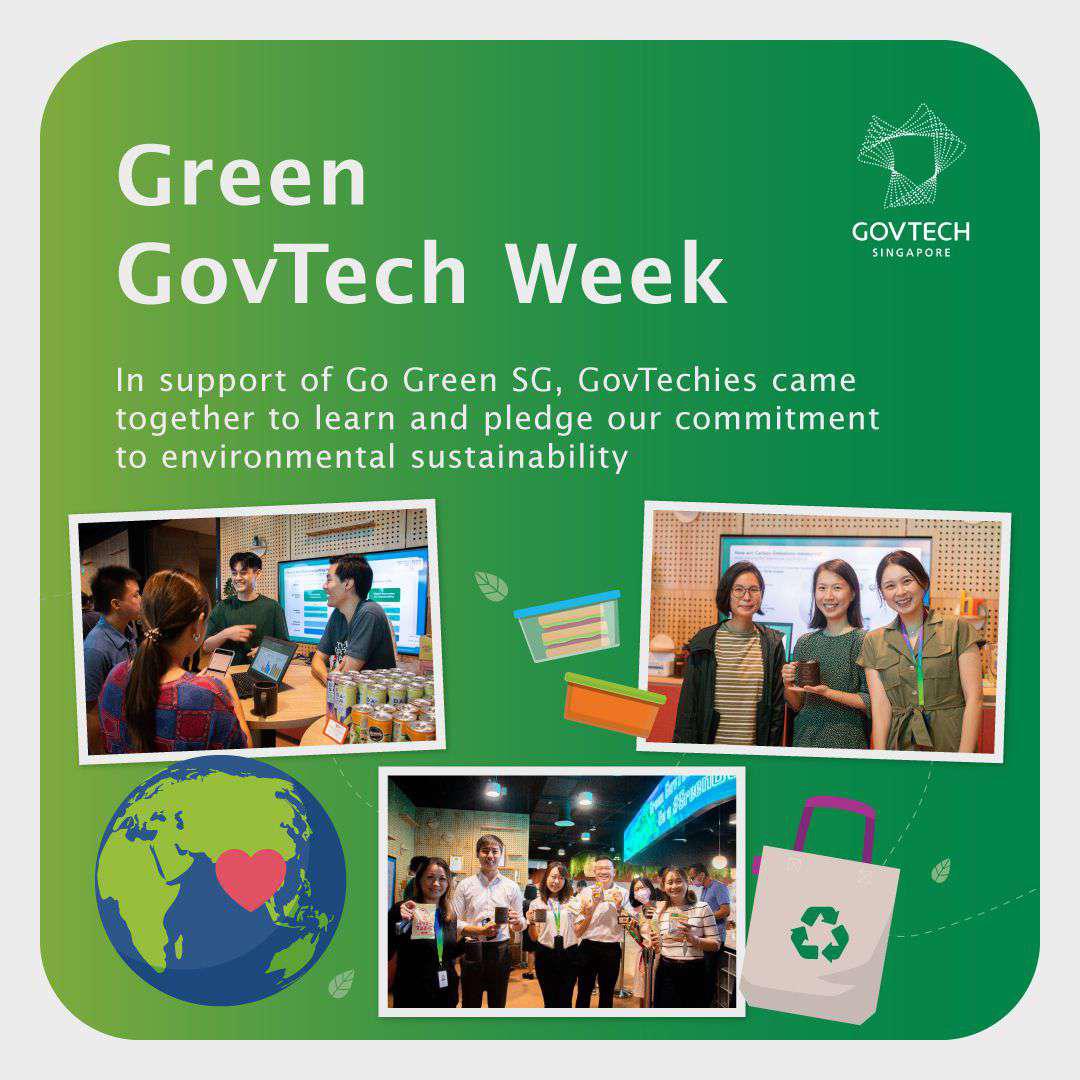 Green
GovTech Week
GOVTECH
SINGAPORE
In support of Go Green SG, GovTechies came
together to learn and pledge our commitment
to environmental sustainability